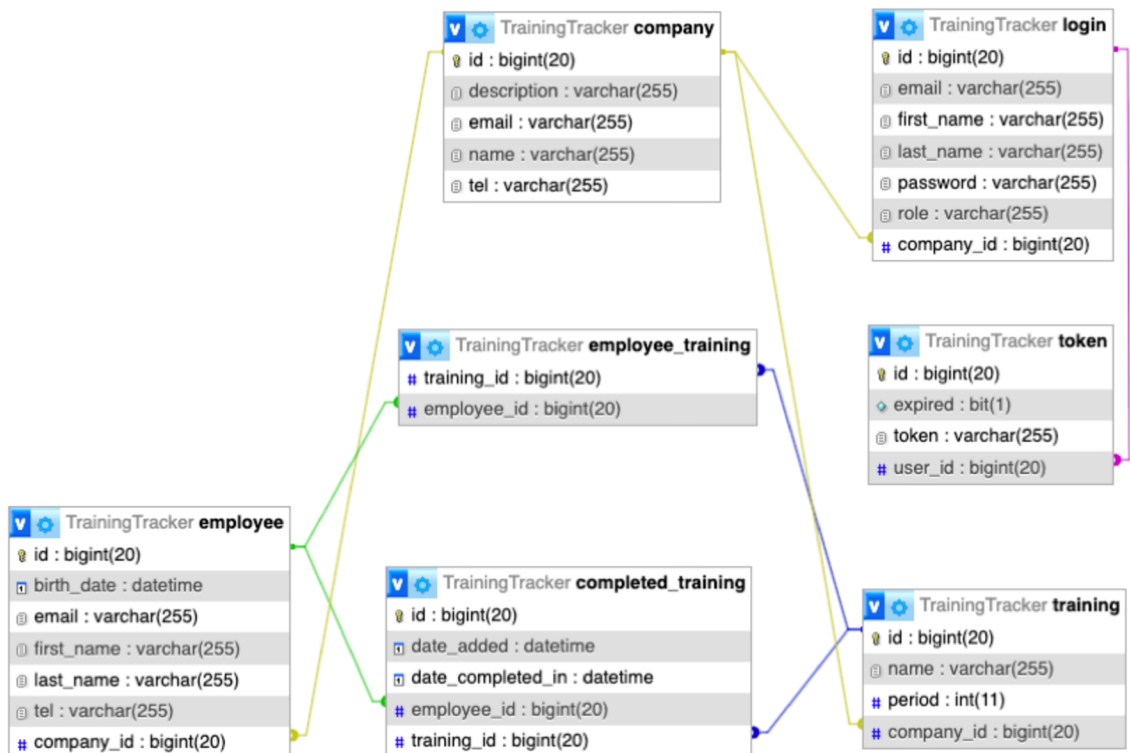 TrainingTracker company
id : bigint(20)
description : varchar(255)
email : varchar(255)
name : varchar(255)
tel : varchar(255)
TrainingTracker login
id : bigint(20)
email : varchar(255)
first_name : varchar(255)
last_name : varchar(255)
password : varchar(255)
role : varchar(255)
# company_id : bigint(20)
TrainingTracker employee_training
# training_id : bigint(20)
# employee_id : bigint(20)
TrainingTracker token
id : bigint(20)
expired : bit(1)
token : varchar(255)
# user_id : bigint(20)
TrainingTracker employee
id : bigint(20)
birth_date : datetime
email : varchar(255)
first_name : varchar(255)
last_name : varchar(255)
tel : varchar(255)
# company_id : bigint(20)
TrainingTracker completed_training
id : bigint(20)
date_added : datetime
date_completed_in : datetime
# employee_id : bigint(20)
# training_id : bigint(20)
TrainingTracker training
id : bigint(20)
name : varchar(255)
# period : int(11)
# company_id : bigint(20)